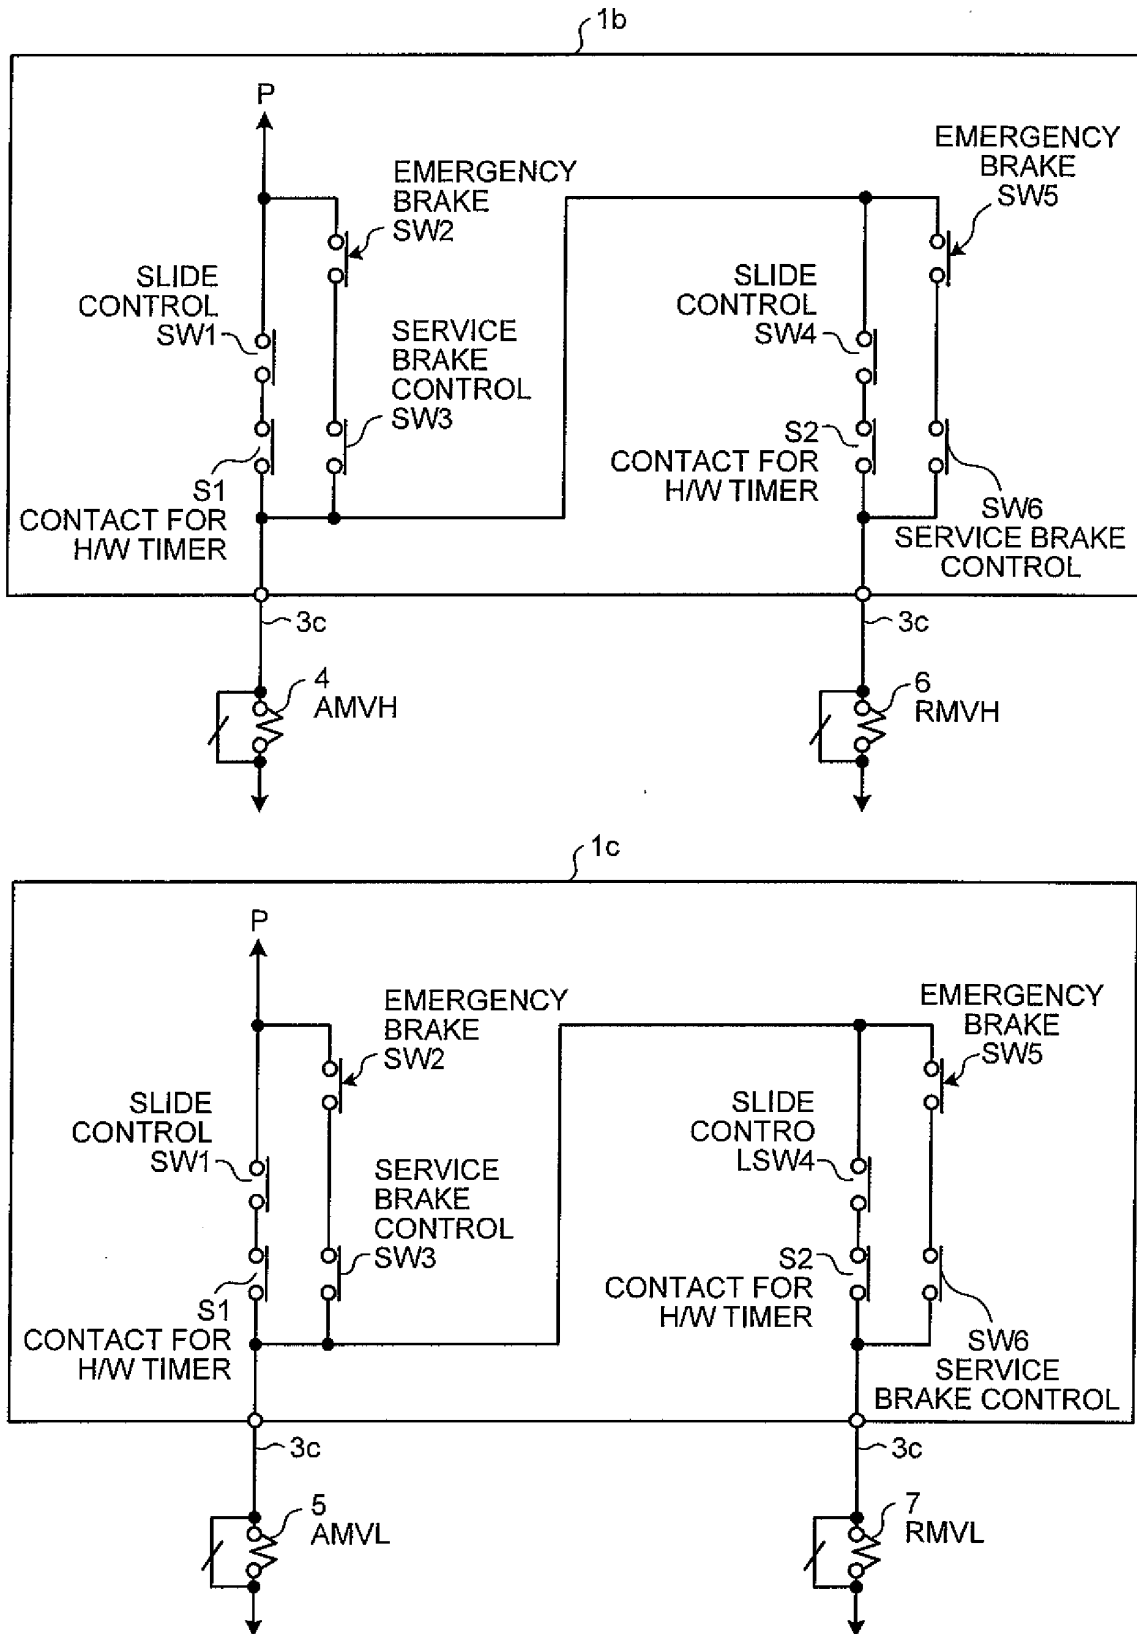 1b
P
EMERGENCY
BRAKE
SW2
EMERGENCY
BRAKE
SW5
SLIDE
CONTROL
SW1
SERVICE
BRAKE
CONTROL
SW3
SLIDE
CONTROL
SW4
S1
CONTACT FOR
H/W TIMER
S2
CONTACT FOR
H/W TIMER
SW6
SERVICE BRAKE
CONTROL
3c
3c
4
AMVH
6
RMVH
1c
P
EMERGENCY
BRAKE
SW2
EMERGENCY
BRAKE
SW5
SLIDE
CONTROL
SW1
SERVICE
BRAKE
CONTROL
SW3
SLIDE
CONTRO
LSW4
S1
CONTACT FOR
H/W TIMER
S2
CONTACT FOR
H/W TIMER
SW6
SERVICE
BRAKE CONTROL
3c
3c
5
AMVL
7
RMVL